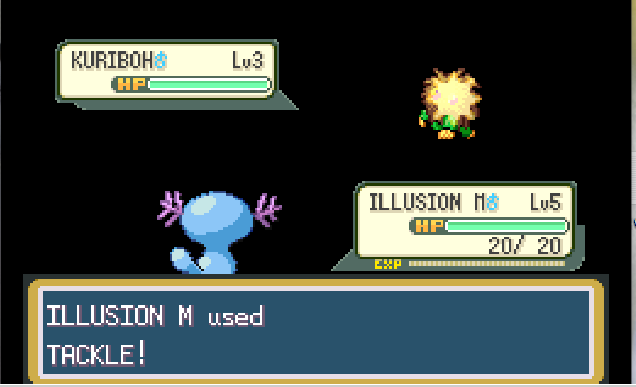 KURIBOH♂ Lv3
HP
ILLUSION M♂ Lv5
HP
20/ 20
EXP
ILLUSION M used
TACKLE!